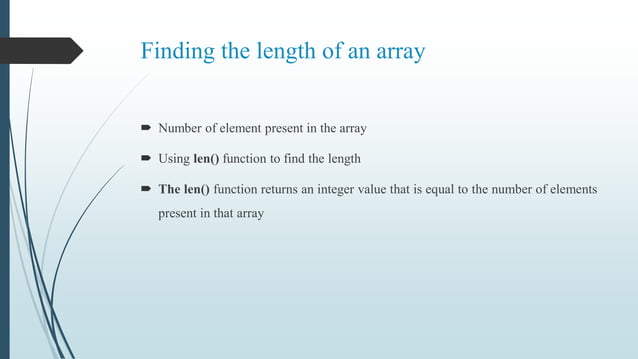 Finding the length of an array
Number of element present in the array
Using len() function to find the length
The len() function returns an integer value that is equal to the number of elements
present in that array